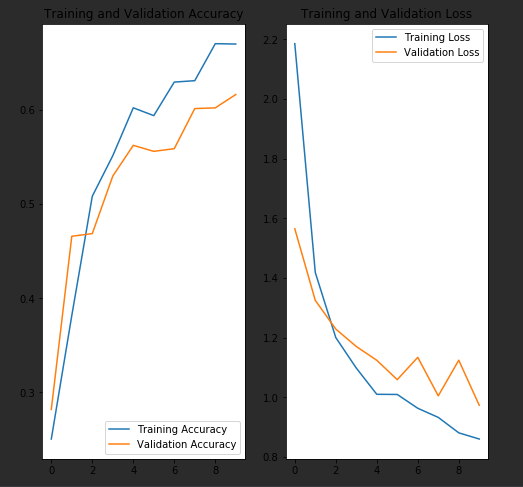 Training and Validation Accuracy
0.6
0.5
0.4
0.3
0 2 4 6 8
Training Accuracy
Validation Accuracy
Training and Validation Loss
2.2
2.0
1.8
1.6
1.4
1.2
1.0
0.8
0 2 4 6 8
Training Loss
Validation Loss